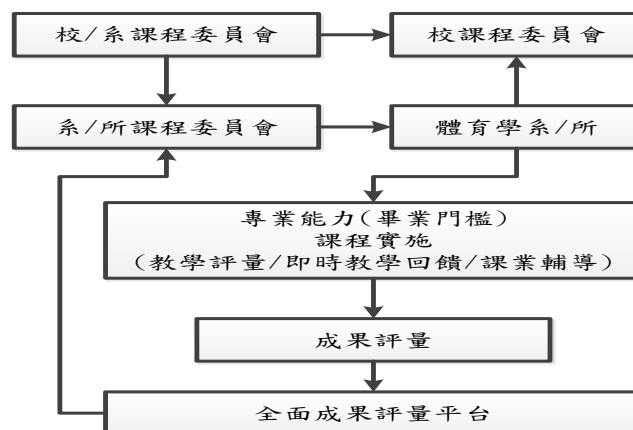 校/系課程委員會
校課程委員會
系/所課程委員會
體育學系/所
專業能力(畢業門檻)
課程實施
(教學評量/即時教學回饋/課業輔導)
成果評量
全面成果評量平台